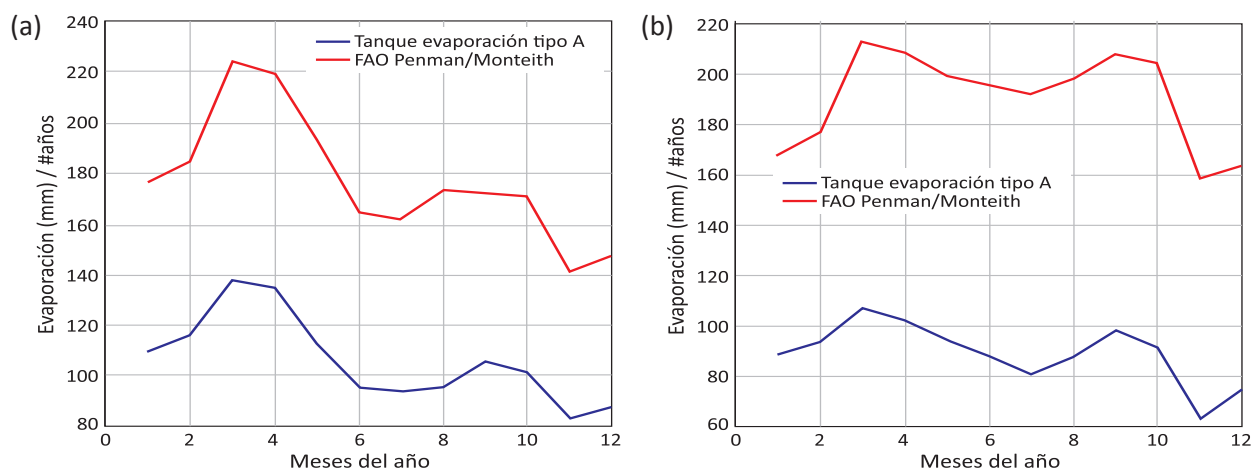 (a)
Evaporación (mm) / #años
240
220
200
180
160
140
120
100
80
Tanque evaporación tipo A
FAO Penman/Monteith
0 2 4 6 8 10 12
Meses del año
(b)
Evaporación (mm) / #años
220
200
180
160
140
120
100
80
60
Tanque evaporación tipo A
FAO Penman/Monteith
0 2 4 6 8 10 12
Meses del año